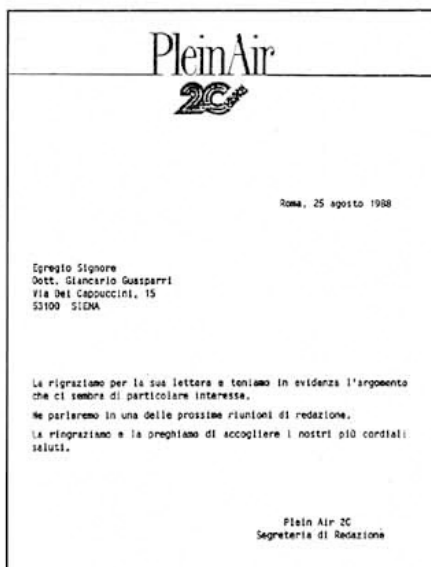 PleinAir
2C
Roma, 25 agosto 1988
Egregio Signore
Dott. Giancarlo Guasparri
Via Dei Cappuccini, 15
53100 SIENA
La rigraziamo per la sua lettera e teniamo in evidenza l'argomento
che ci sembra di particolare interesse.
Ne parleremo in una delle prossime riunioni di redazione.
La ringraziamo e la preghiamo di accogliere i nostri più cordiali
saluti.
Plein Air 2C
Segreteria di Redazione